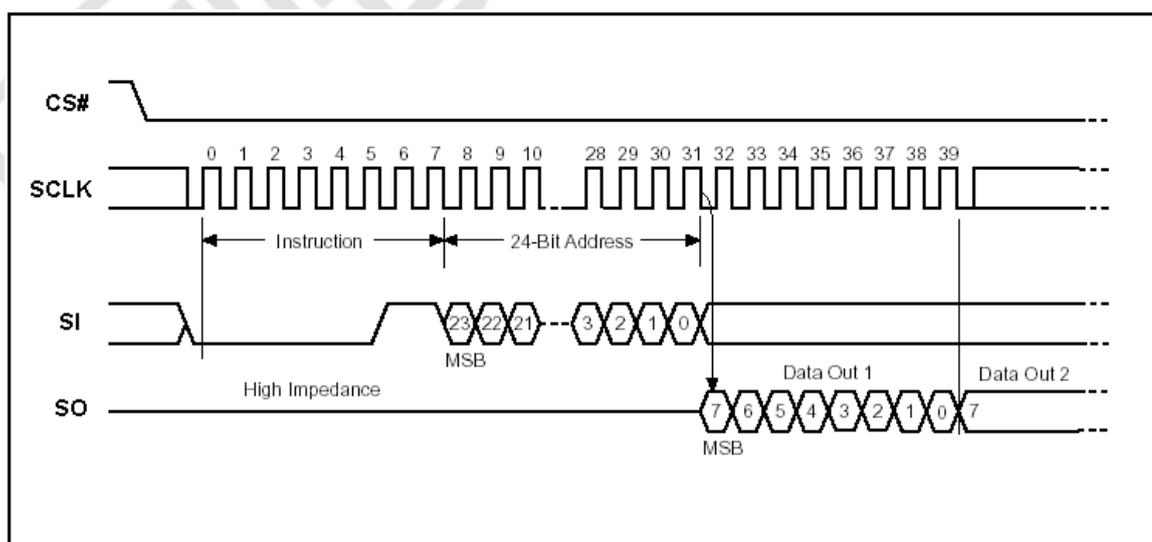 CS#
0 1 2 3 4 5 6 7 8 9 10 28 29 30 31 32 33 34 35 36 37 38 39
SCLK
Instruction 24-Bit Address
SI 23 22 21 3 2 1 0
MSB
High Impedance Data Out 1 Data Out 2
SO 7 6 5 4 3 2 1 0 7
MSB